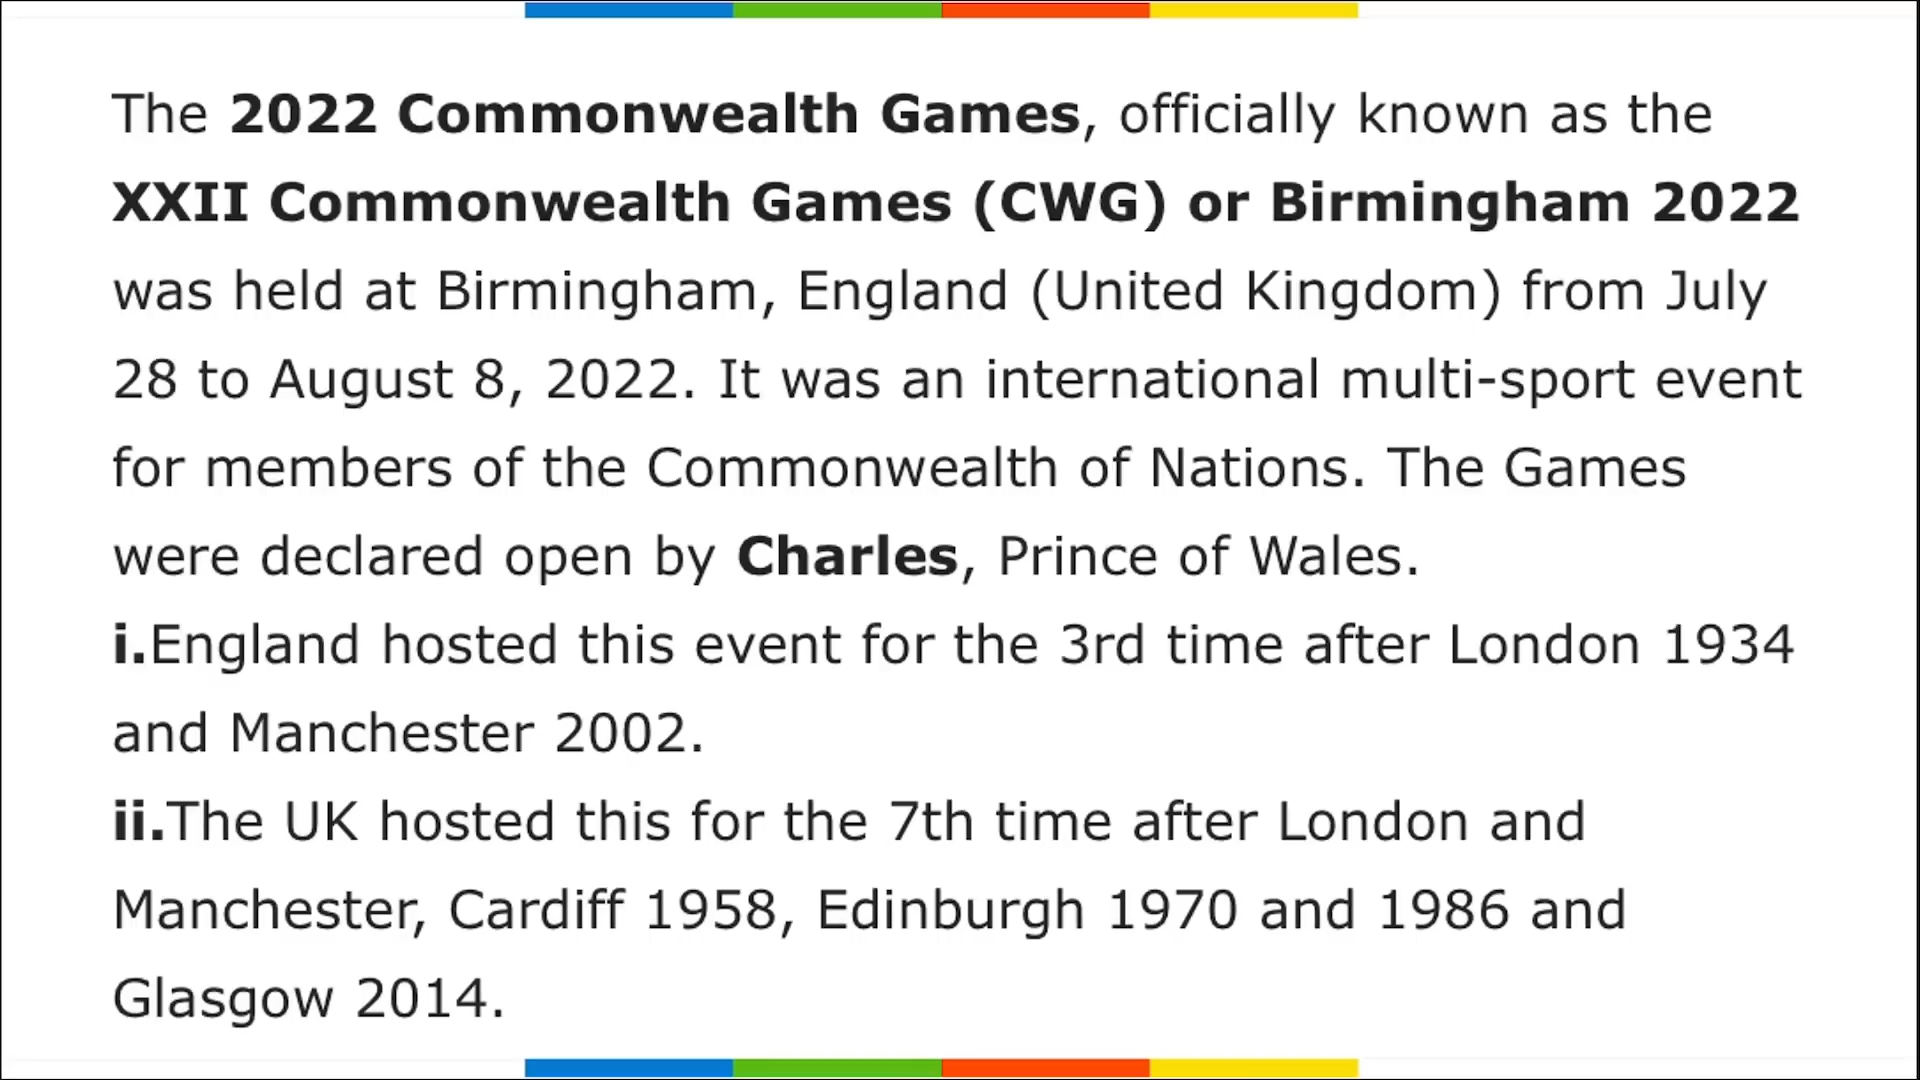 The 2022 Commonwealth Games, officially known as the
XXII Commonwealth Games (CWG) or Birmingham 2022
was held at Birmingham, England (United Kingdom) from July
28 to August 8, 2022. It was an international multi-sport event
for members of the Commonwealth of Nations. The Games
were declared open by Charles, Prince of Wales.
i.England hosted this event for the 3rd time after London 1934
and Manchester 2002.
ii.The UK hosted this for the 7th time after London and
Manchester, Cardiff 1958, Edinburgh 1970 and 1986 and
Glasgow 2014.